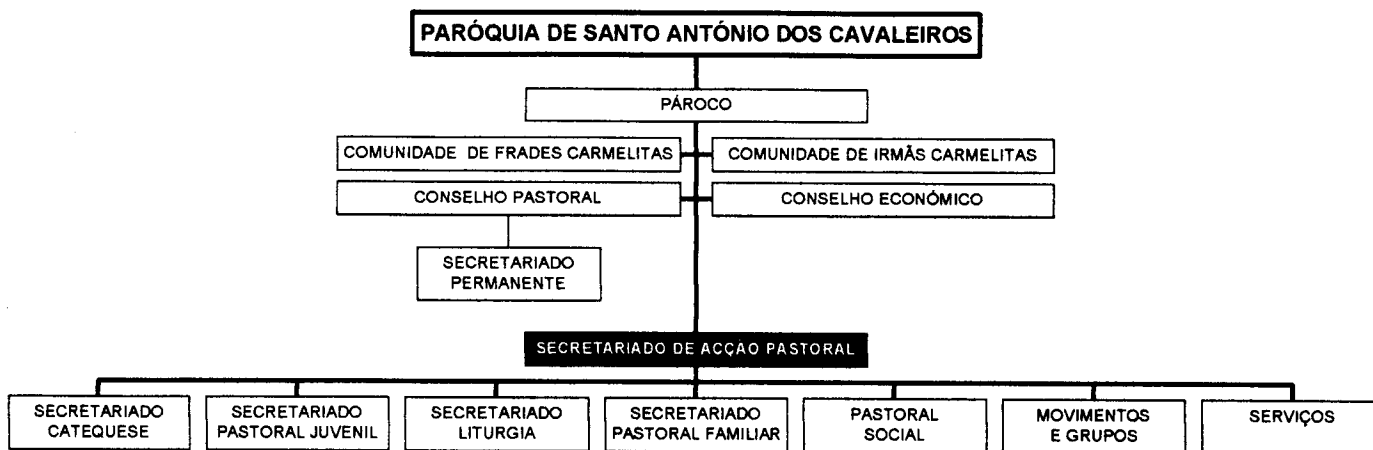 PARÓQUIA DE SANTO ANTÓNIO DOS CAVALEIROS
PÁROCO
COMUNIDADE DE FRADES CARMELITAS
COMUNIDADE DE IRMÃS CARMELITAS
CONSELHO PASTORAL
CONSELHO ECONÓMICO
SECRETARIADO
PERMANENTE
SECRETARIADO DE ACÇÃO PASTORAL
SECRETARIADO
CATEQUESE
SECRETARIADO
PASTORAL JUVENIL
SECRETARIADO
LITURGIA
SECRETARIADO
PASTORAL FAMILIAR
PASTORAL
SOCIAL
MOVIMENTOS
E GRUPOS
SERVIÇOS